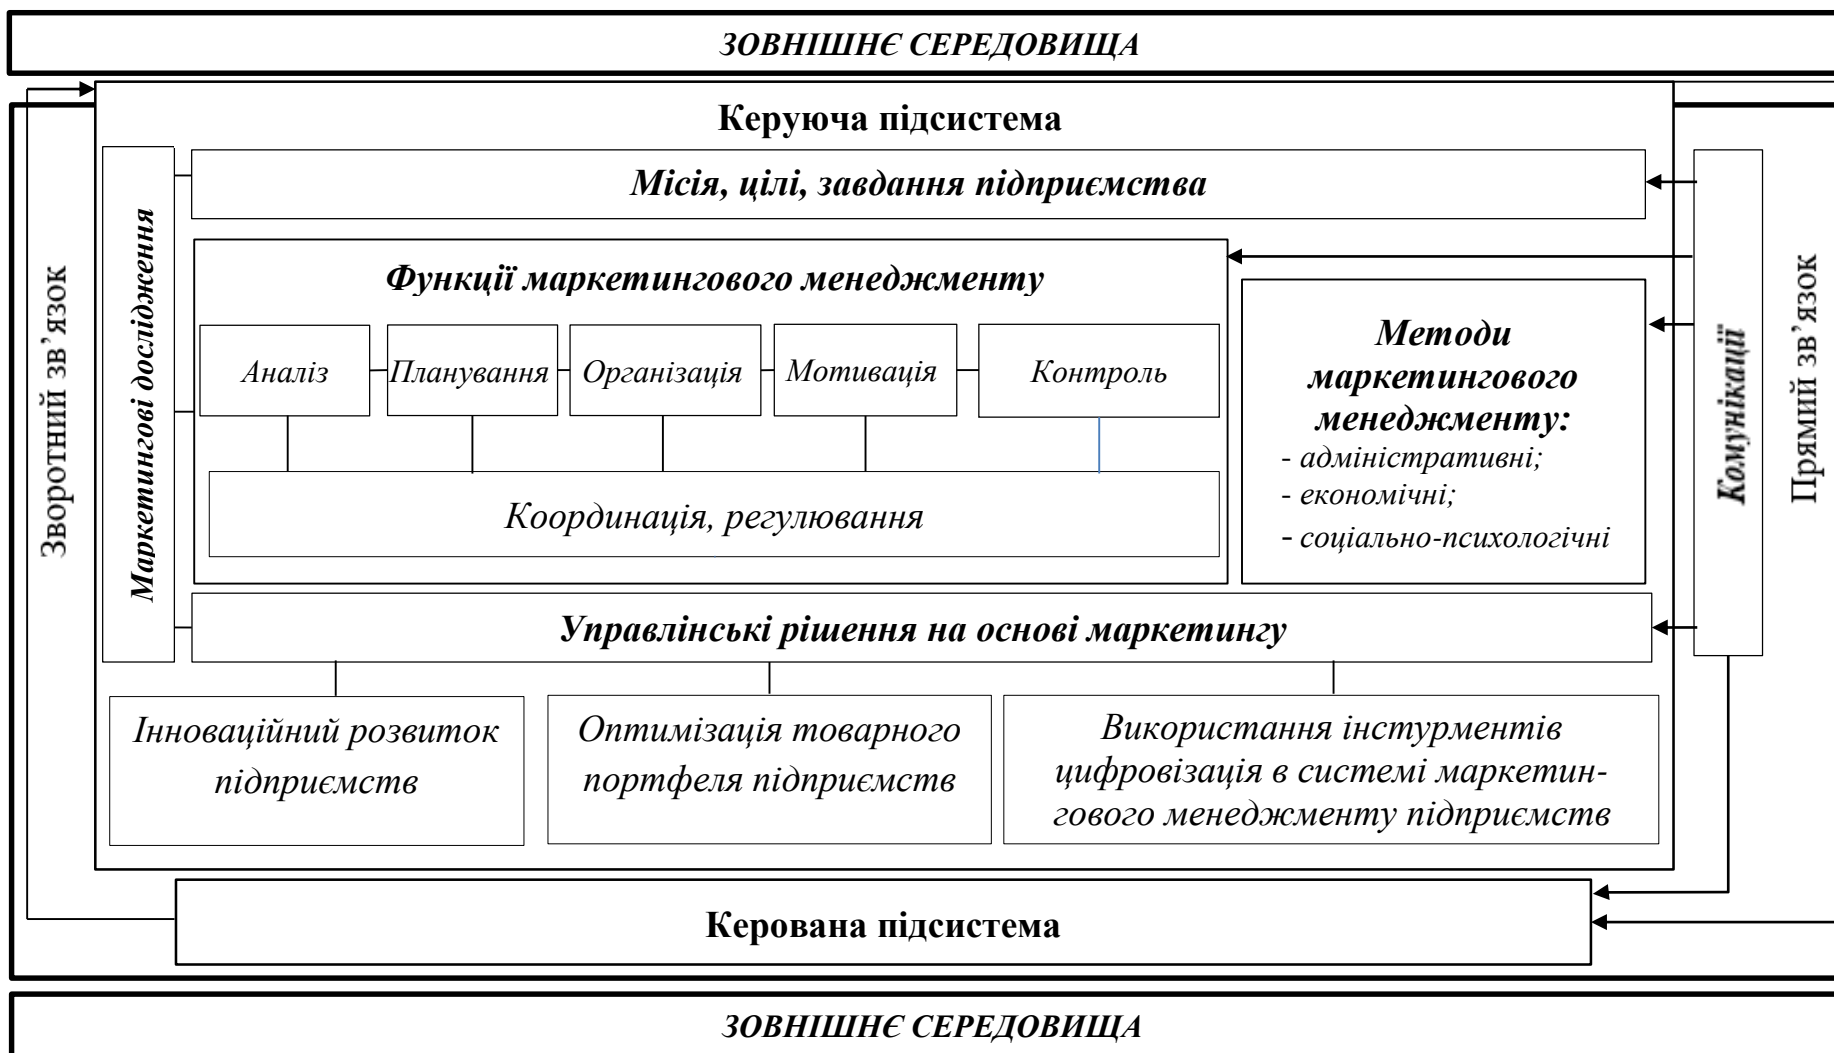 ЗОВНІШНЄ СЕРЕДОВИЩА
Керуюча підсистема
Місія, цілі, завдання підприємства
Зворотний зв’язок
Маркетингові дослідження
Функції маркетингового менеджменту
Аналіз
Планування
Організація
Мотивація
Контроль
Координація, регулювання
Методи
маркетингового
менеджменту:
- адміністративні;
- економічні;
- соціально-психологічні
Комунікації
Прямий зв’язок
Управлінські рішення на основі маркетингу
Інноваційний розвиток
підприємств
Оптимізація товарного
портфеля підприємств
Використання інстурментів
цифровізація в системі маркетин-
гового менеджменту підприємств
Керована підсистема
ЗОВНІШНЄ СЕРЕДОВИЩА